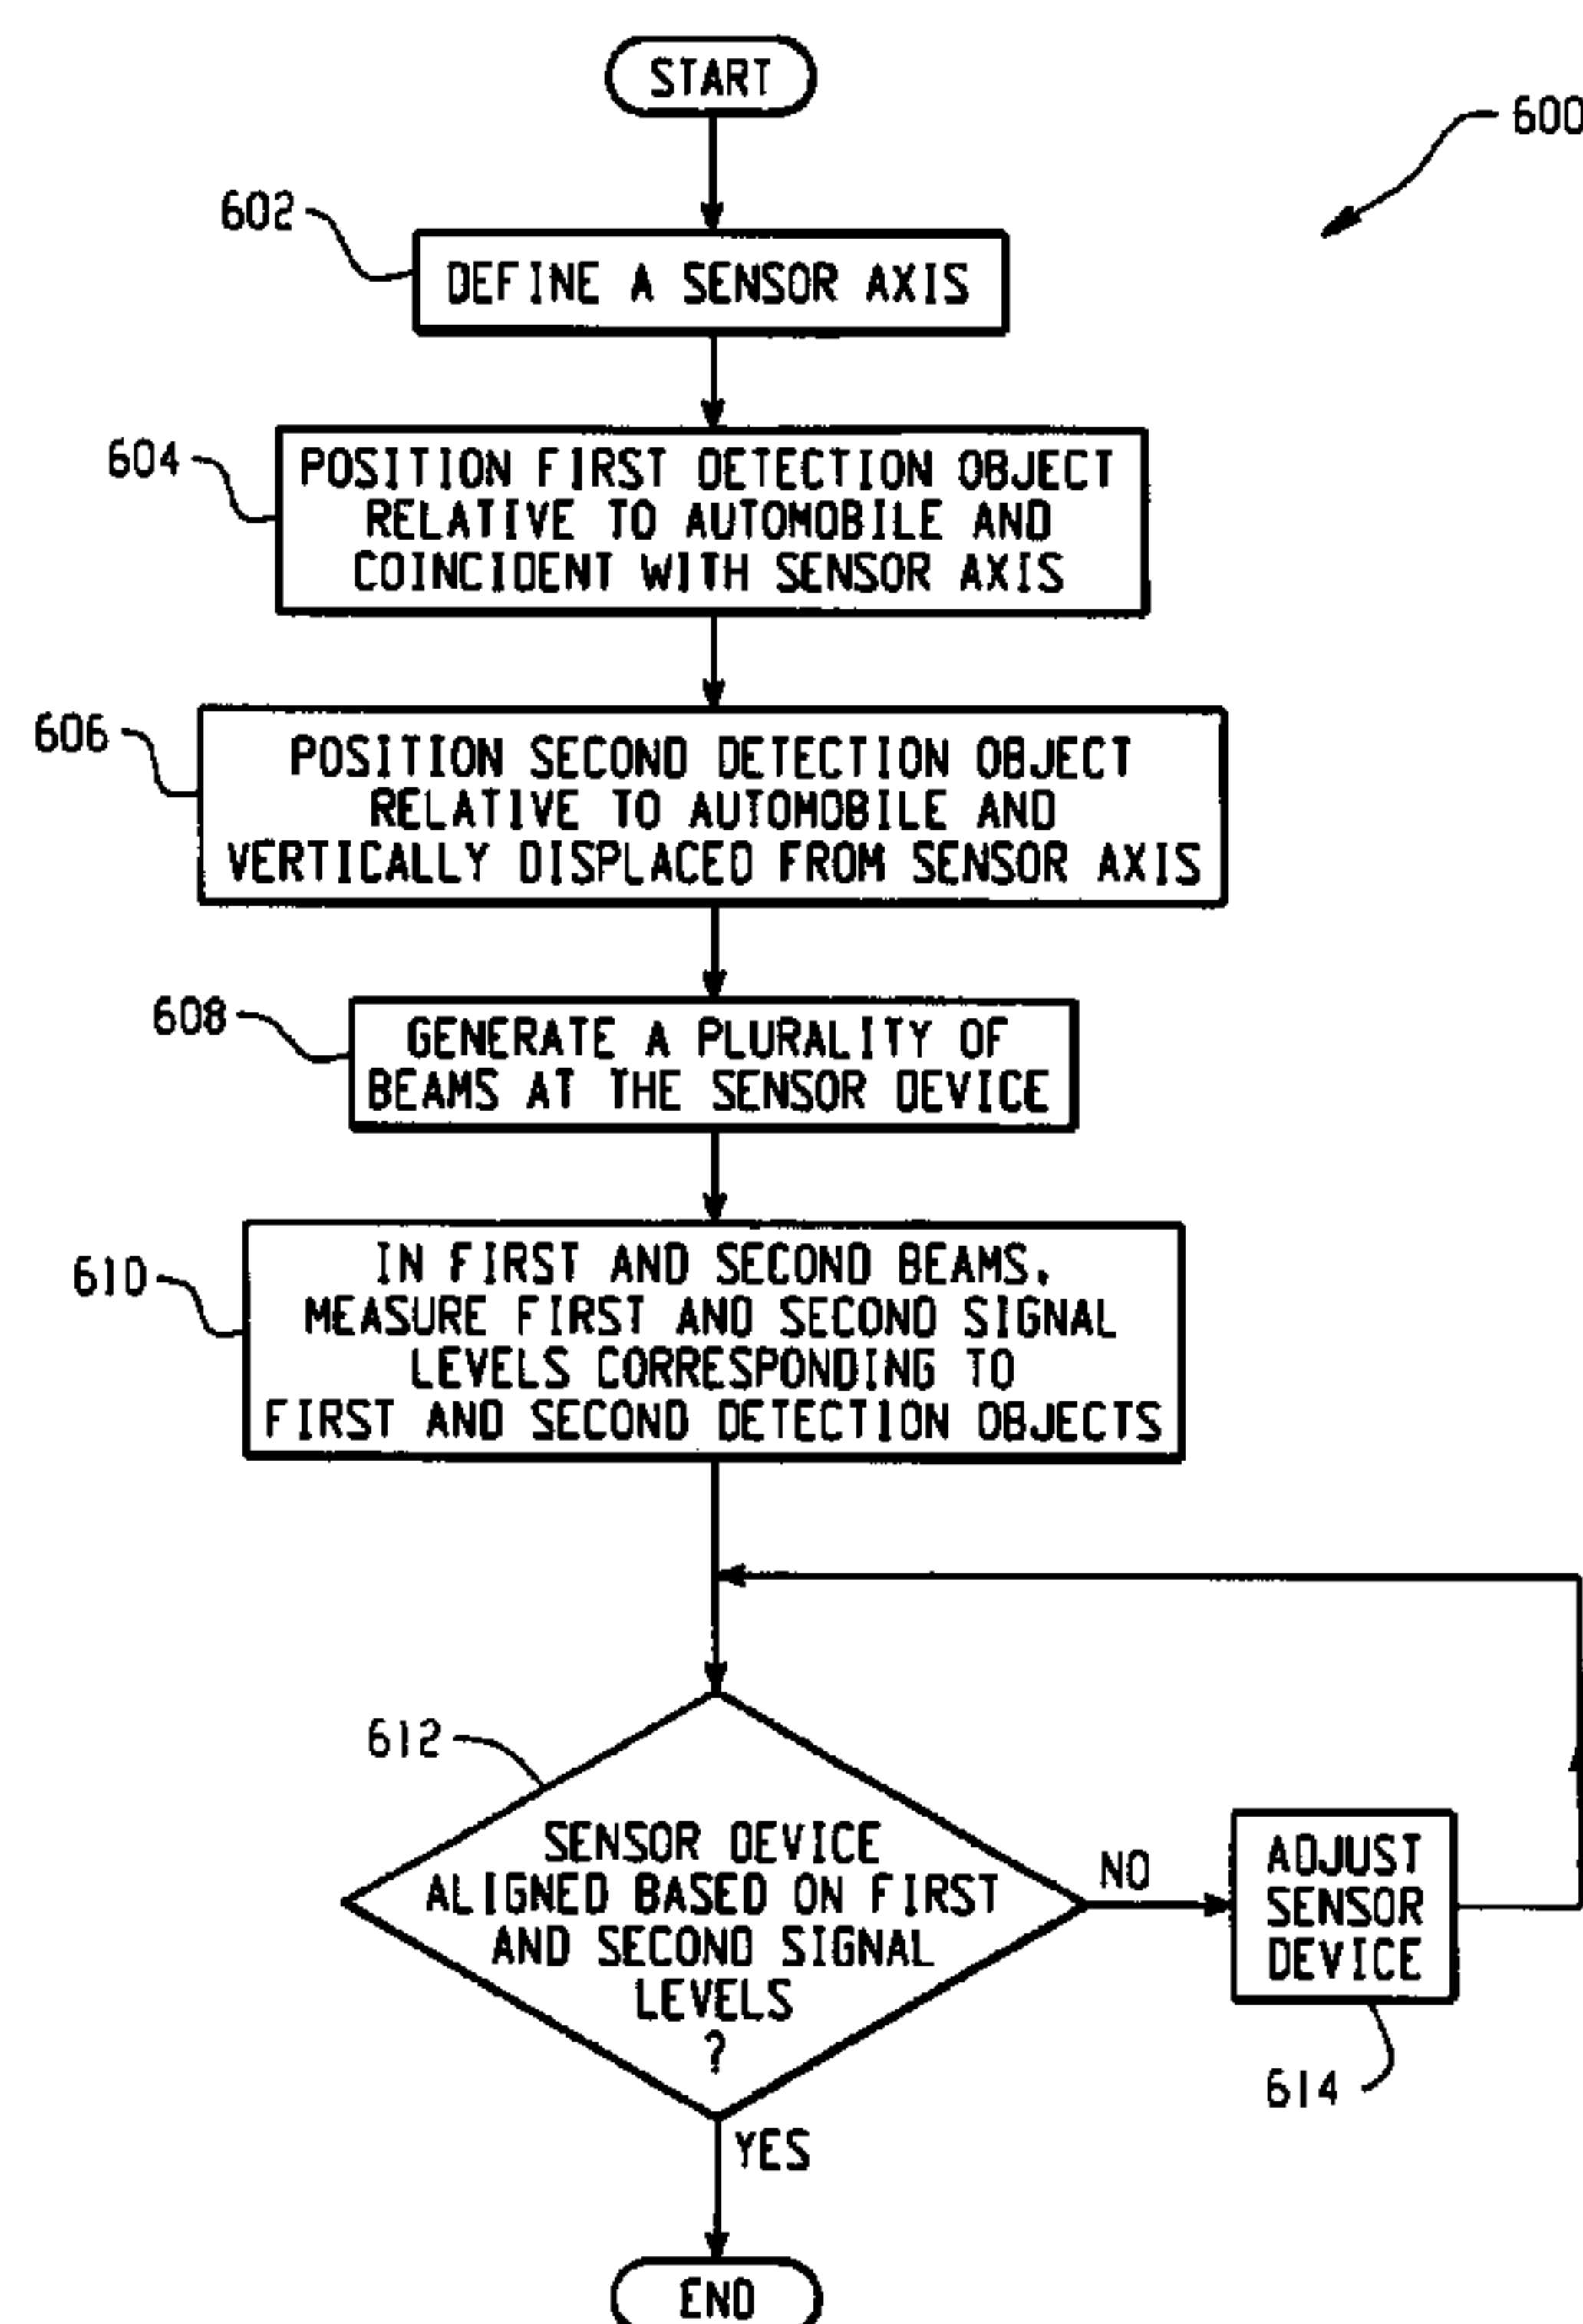 START
600
602
DEFINE A SENSOR AXIS
604
POSITION FIRST DETECTION OBJECT
RELATIVE TO AUTOMOBILE AND
COINCIDENT WITH SENSOR AXIS
606
POSITION SECOND DETECTION OBJECT
RELATIVE TO AUTOMOBILE AND
VERTICALLY DISPLACED FROM SENSOR AXIS
608
GENERATE A PLURALITY OF
BEAMS AT THE SENSOR DEVICE
610
IN FIRST AND SECOND BEAMS,
MEASURE FIRST AND SECOND SIGNAL
LEVELS CORRESPONDING TO
FIRST AND SECOND DETECTION OBJECTS
612
SENSOR DEVICE
ALIGNED BASED ON FIRST
AND SECOND SIGNAL
LEVELS
?
NO
ADJUST
SENSOR
DEVICE
614
YES
END